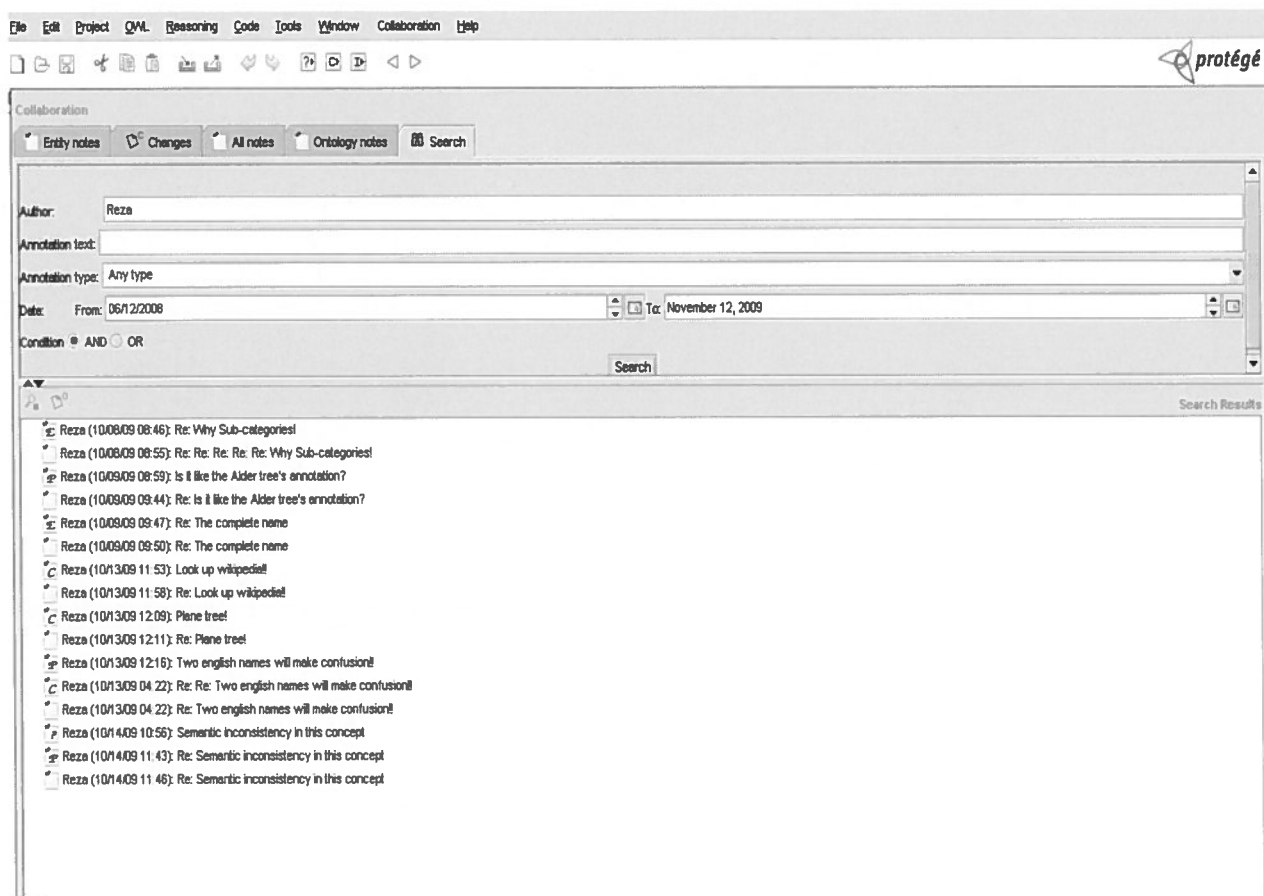 File Edit Project OWL Reasoning Code Tools Window Collaboration Help
protégé
Collaboration
Entity notes Changes All notes Ontology notes Search
Author: Reza
Annotation text:
Annotation type: Any type
Date: From: 06/12/2008 To: November 12, 2009
Condition AND OR
Search
Search Results
Reza (10/08/09 08:46): Re: Why Sub-categories!
Reza (10/08/09 08:55): Re: Re: Re: Re: Re: Why Sub-categories!
Reza (10/09/09 08:59): Is it like the Alder tree's annotation?
Reza (10/09/09 09:44): Re: Is it like the Alder tree's annotation?
Reza (10/09/09 09:47): Re: The complete name
Reza (10/09/09 09:50): Re: The complete name
Reza (10/13/09 11:53): Look up wikipedia!!
Reza (10/13/09 11:58): Re: Look up wikipedia!!
Reza (10/13/09 12:09): Plane tree!
Reza (10/13/09 12:11): Re: Plane tree!
Reza (10/13/09 12:16): Two english names will make confusion!!
Reza (10/13/09 04:22): Re: Re: Two english names will make confusion!!
Reza (10/13/09 04:22): Re: Two english names will make confusion!!
Reza (10/14/09 10:56): Semantic inconsistency in this concept
Reza (10/14/09 11:43): Re: Semantic inconsistency in this concept
Reza (10/14/09 11:46): Re: Semantic inconsistency in this concept